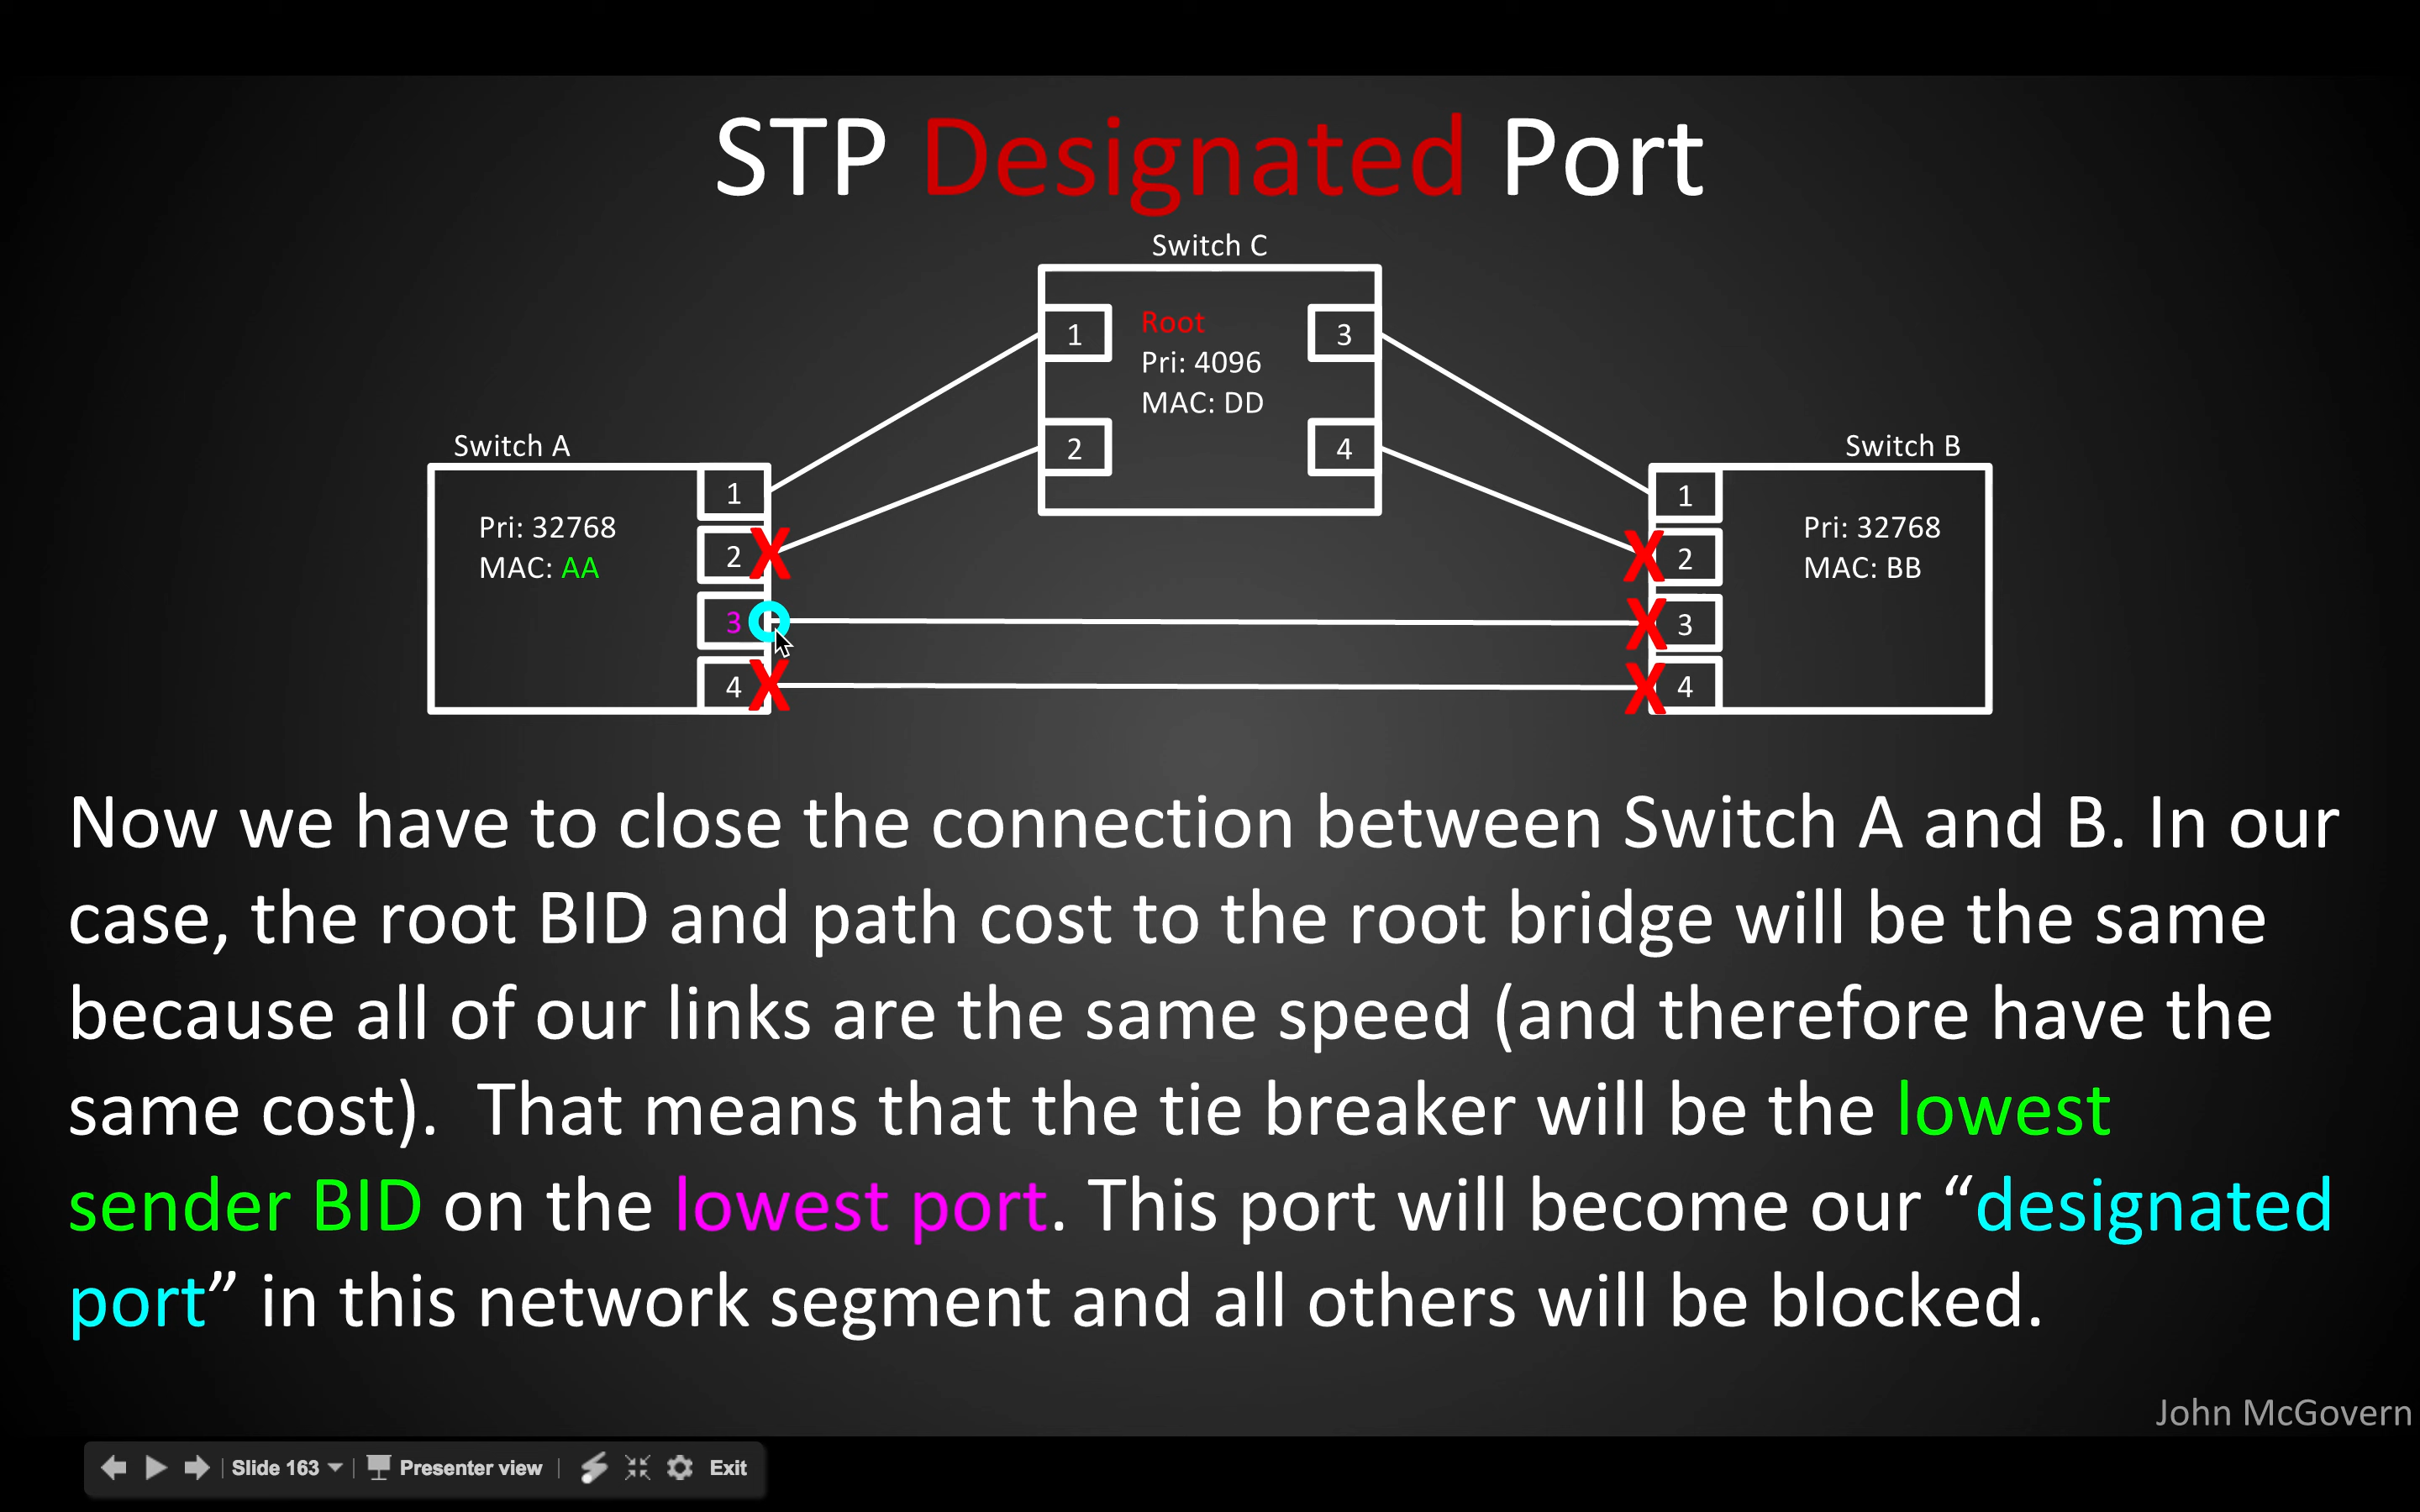 STP Designated Port
Switch C
1
Root
3
Pri: 4096
MAC: DD
2
4
Switch A
1
Pri: 32768
MAC: AA
2
X
3
4
X
Switch B
1
Pri: 32768
MAC: BB
X
2
X
3
X
4
Now we have to close the connection between Switch A and B. In our
case, the root BID and path cost to the root bridge will be the same
because all of our links are the same speed (and therefore have the
same cost).  That means that the tie breaker will be the lowest
sender BID on the lowest port. This port will become our “designated
port” in this network segment and all others will be blocked.
John McGovern
Slide 163
Presenter view
Exit